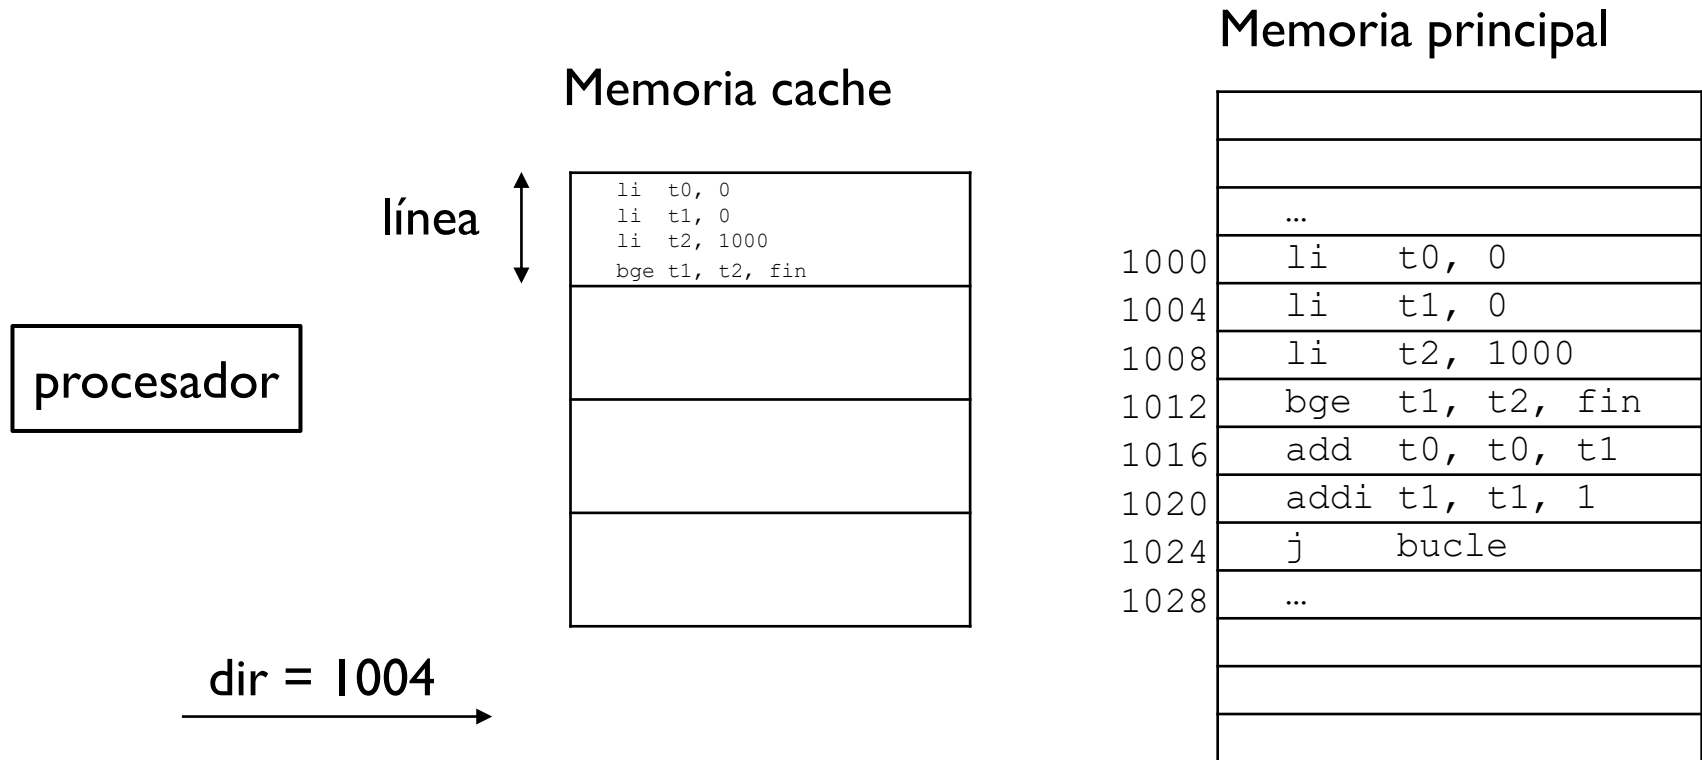 Memoria principal
Memoria cache
línea
li t0, 0
li t1, 0
li t2, 1000
bge t1, t2, fin
procesador
dir = 1004
…
1000 li t0, 0
1004 li t1, 0
1008 li t2, 1000
1012 bge t1, t2, fin
1016 add t0, t0, t1
1020 addi t1, t1, 1
1024 j bucle
1028 …